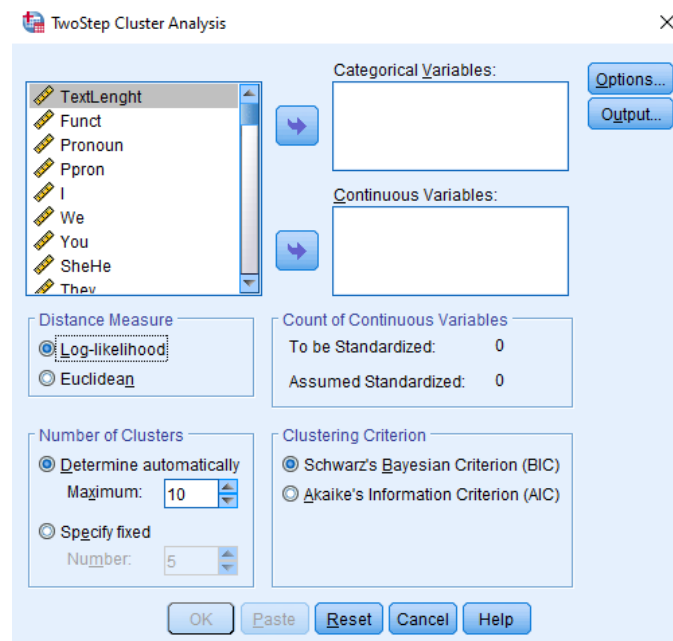 TwoStep Cluster Analysis
TextLenght
Funct
Pronoun
Ppron
I
We
You
SheHe
They
Categorical Variables:
Continuous Variables:
Options...
Output...
Distance Measure
Log-likelihood
Euclidean
Count of Continuous Variables
To be Standardized: 0
Assumed Standardized: 0
Number of Clusters
Determine automatically
Maximum: 10
Specify fixed
Number: 5
Clustering Criterion
Schwarz's Bayesian Criterion (BIC)
Akaike's Information Criterion (AIC)
OK Paste Reset Cancel Help